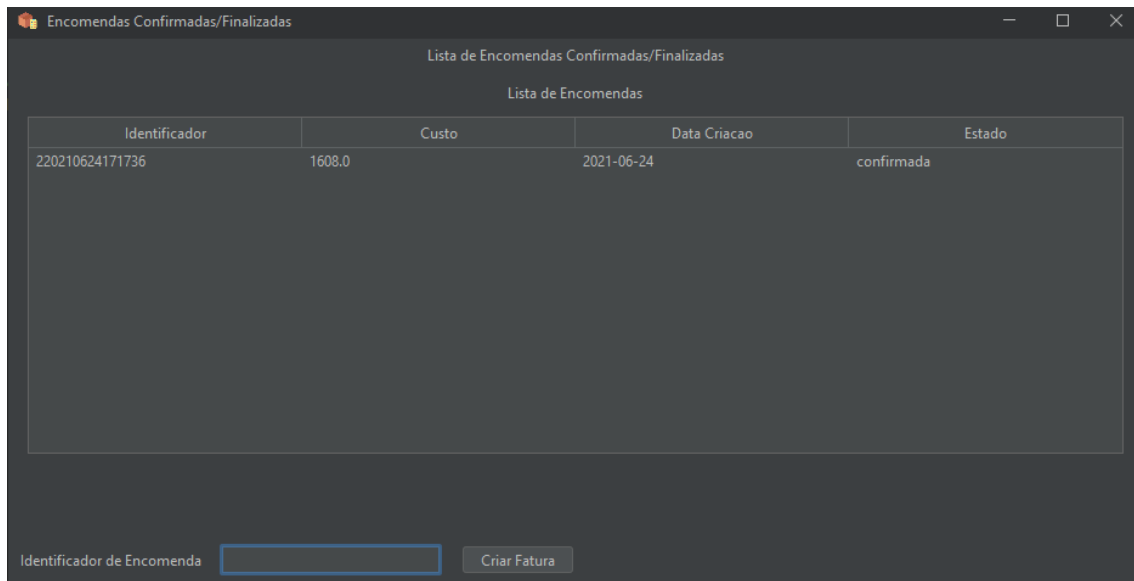 Encomendas Confirmadas/Finalizadas
Lista de Encomendas Confirmadas/Finalizadas
Lista de Encomendas
Identificador Custo Data Criacao Estado
220210624171736 1608.0 2021-06-24 confirmada
Identificador de Encomenda Criar Fatura